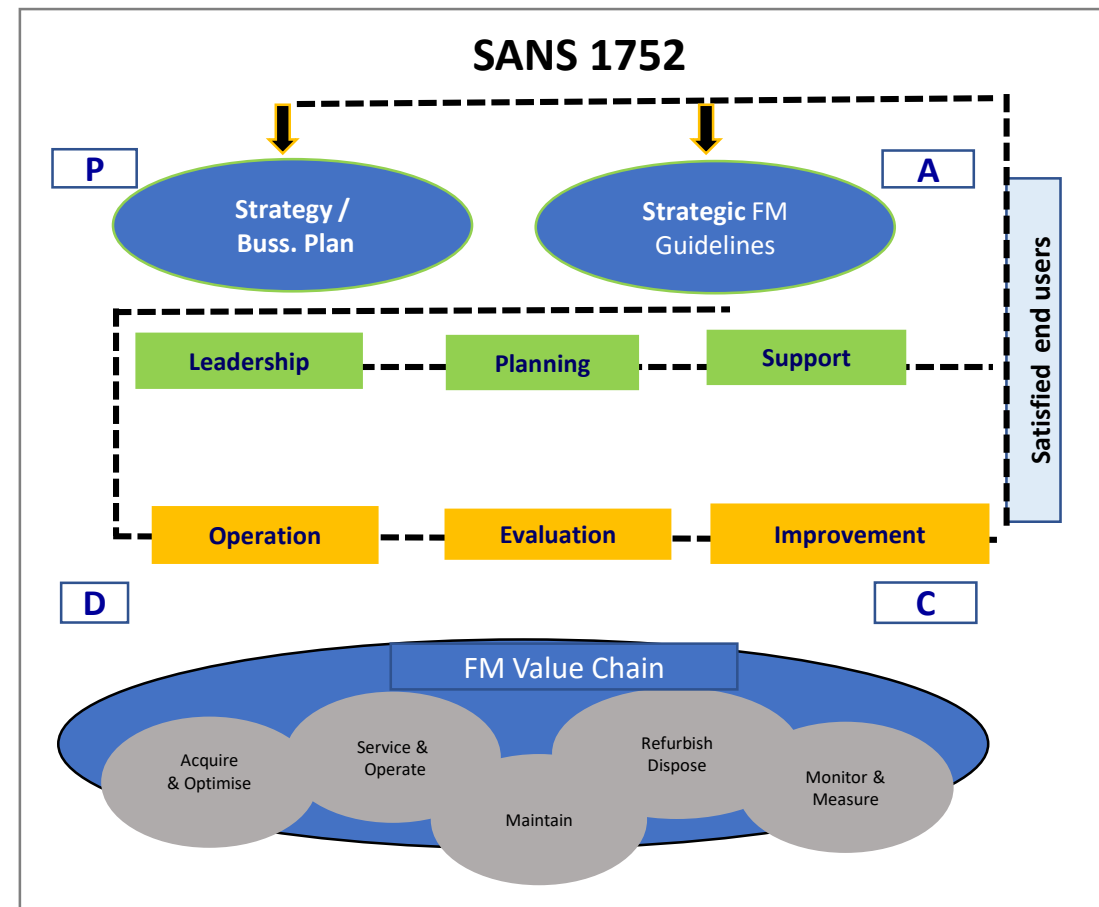 SANS 1752
P
A
Strategy /
Buss. Plan
Strategic FM
Guidelines
Satisfied end users
Leadership
Planning
Support
Operation
Evaluation
Improvement
D
C
FM Value Chain
Acquire
& Optimise
Service &
Operate
Maintain
Refurbish
Dispose
Monitor &
Measure